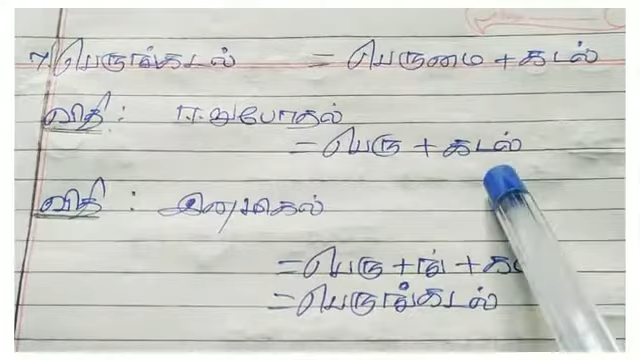 7. பெருங்கடல் = பெருமை + கடல்
விதி : ஈறுபோதல்
= பெரு + கடல்
விதி : இனமிகல்
= பெரு + ங் + கட
= பெருங்கடல்